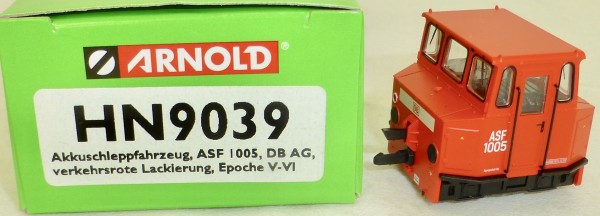 ARNOLD®
HN9039
Akkuschleppfahrzeug, ASF 1005, DB AG,
verkehrsrote Lackierung, Epoche V-VI
ASF
1005